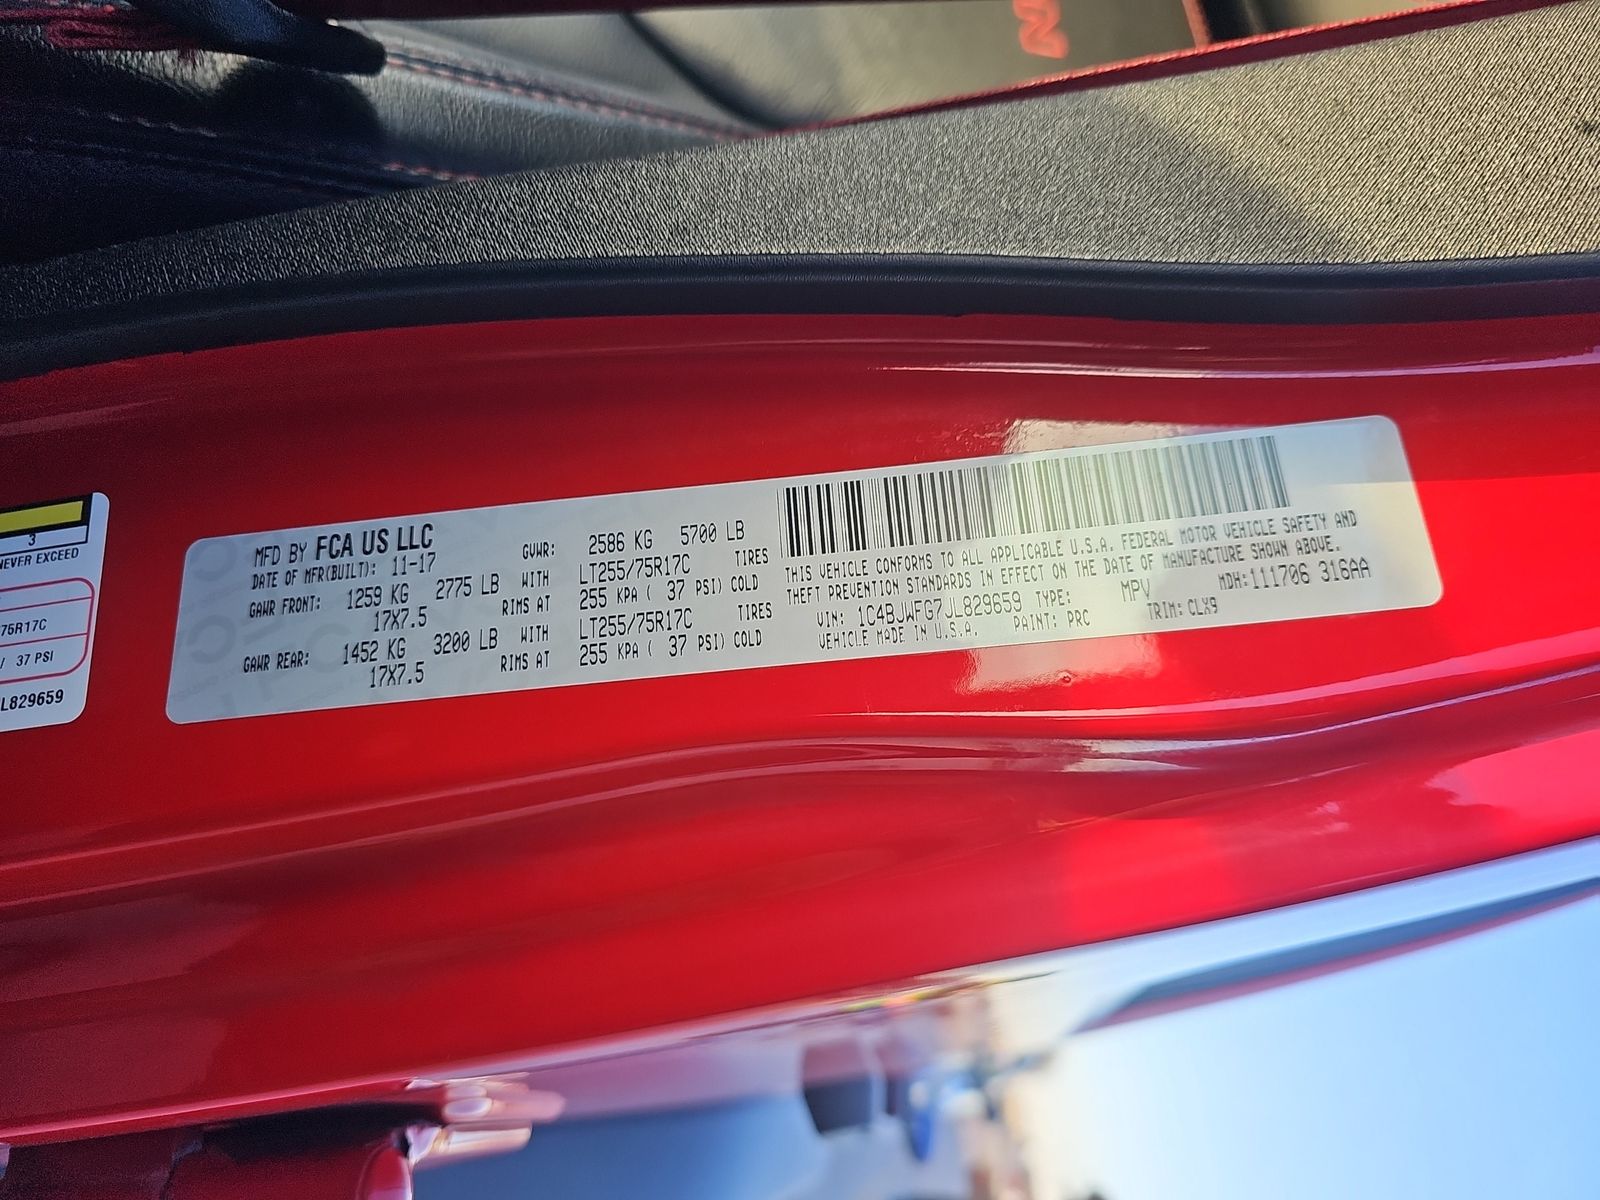 3
NEVER EXCEED
75R17C
/ 37 PSI
L829659
MFD BY FCA US LLC
DATE OF MFR(BUILT): 11-17
GVWR: 2586 KG 5700 LB
GAWR FRONT: 1259 KG 2775 LB WITH LT255/75R17C TIRES
17X7.5 RIMS AT 255 KPA ( 37 PSI) COLD
GAWR REAR: 1452 KG 3200 LB WITH LT255/75R17C TIRES
17X7.5 RIMS AT 255 KPA ( 37 PSI) COLD
THIS VEHICLE CONFORMS TO ALL APPLICABLE U.S.A. FEDERAL MOTOR VEHICLE SAFETY AND
THEFT PREVENTION STANDARDS IN EFFECT ON THE DATE OF MANUFACTURE SHOWN ABOVE.
VIN: 1C4BJWFG7JL829659 TYPE: MPV MDH:111706 316AA
VEHICLE MADE IN U.S.A. PAINT: PRC TRIM:CLX9